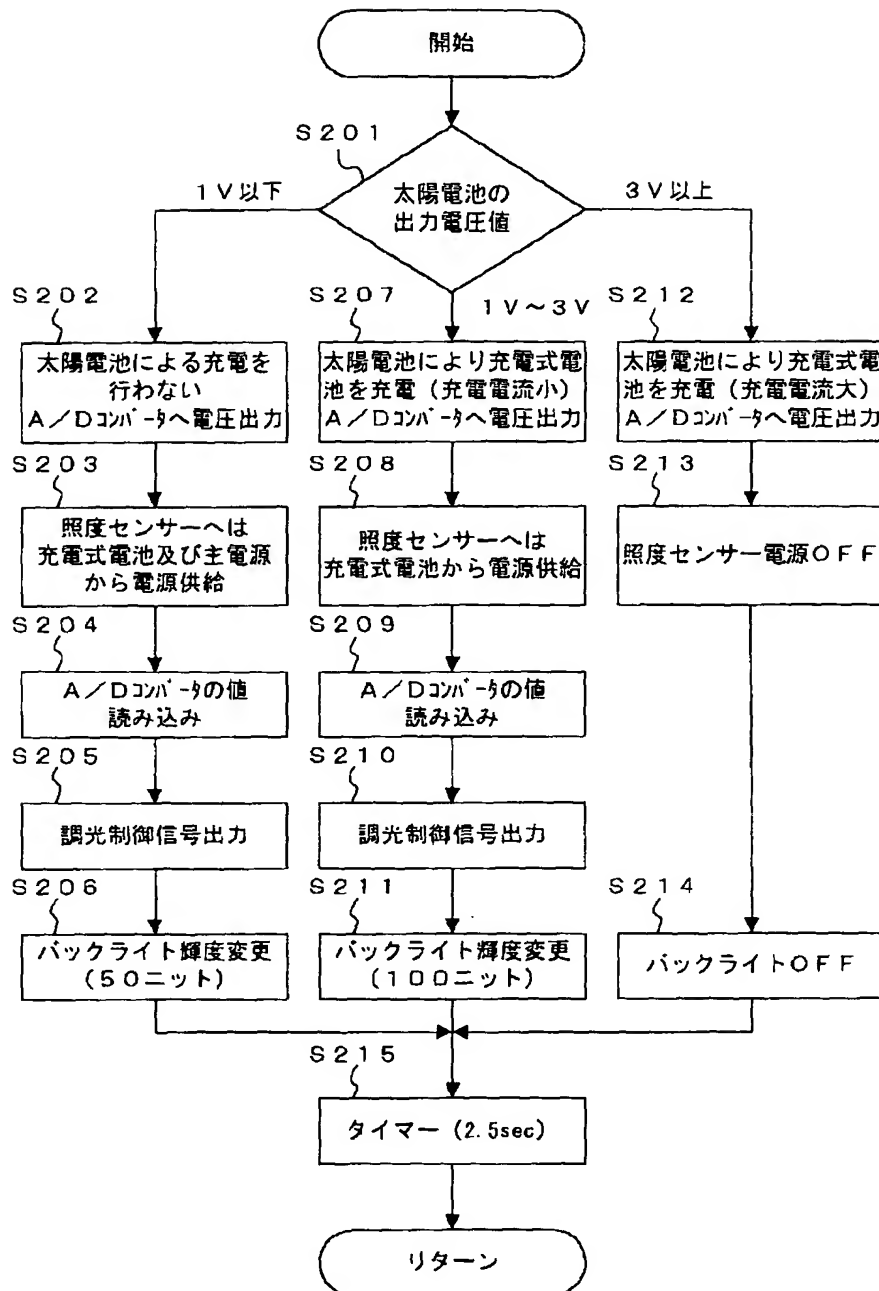 開始
S201
太陽電池の
出力電圧値
1V以下
3V以上
1V～3V
S202
太陽電池による充電を
行わない
A／Dコンバータへ電圧出力
S203
照度センサーへは
充電式電池及び主電源
から電源供給
S204
A／Dコンバータの値
読み込み
S205
調光制御信号出力
S206
バックライト輝度変更
(50ニット)
S207
太陽電池により充電式電
池を充電（充電電流小）
A／Dコンバータへ電圧出力
S208
照度センサーへは
充電式電池から電源供給
S209
A／Dコンバータの値
読み込み
S210
調光制御信号出力
S211
バックライト輝度変更
(100ニット)
S212
太陽電池により充電式電
池を充電（充電電流大）
A／Dコンバータへ電圧出力
S213
照度センサー電源OFF
S214
バックライトOFF
S215
タイマー(2.5sec)
リターン